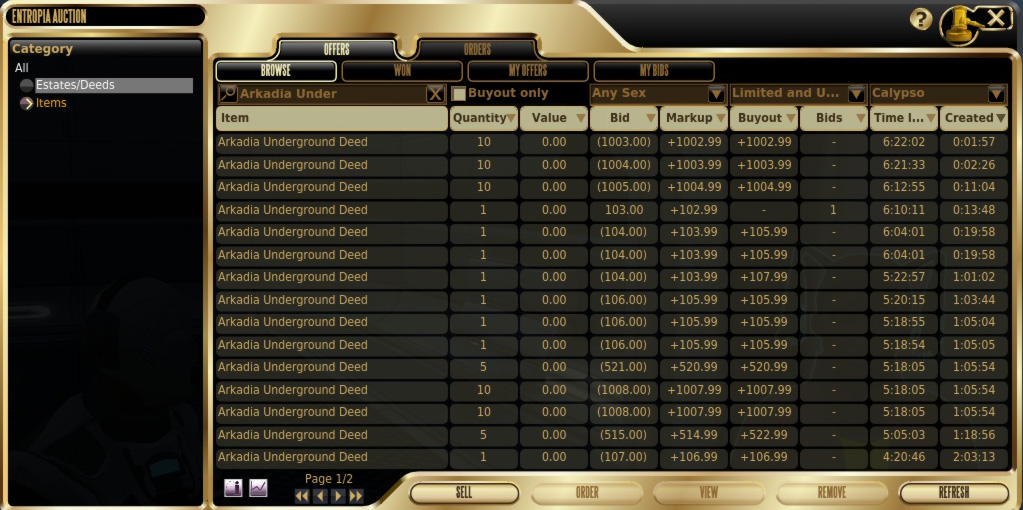 ENTROPIA AUCTION
?
Category
All
Estates/Deeds
Items
OFFERS ORDERS
BROWSE WON MY OFFERS MY BIDS
Arkadia Under Buyout only Any Sex Limited and U... Calypso
Item Quantity Value Bid Markup Buyout Bids Time l... Created
Arkadia Underground Deed 10 0.00 (1003.00) +1002.99 +1002.99 - 6:22:02 0:01:57
Arkadia Underground Deed 10 0.00 (1004.00) +1003.99 +1003.99 - 6:21:33 0:02:26
Arkadia Underground Deed 10 0.00 (1005.00) +1004.99 +1004.99 - 6:12:55 0:11:04
Arkadia Underground Deed 1 0.00 103.00 +102.99 - 1 6:10:11 0:13:48
Arkadia Underground Deed 1 0.00 (104.00) +103.99 +105.99 - 6:04:01 0:19:58
Arkadia Underground Deed 1 0.00 (104.00) +103.99 +105.99 - 6:04:01 0:19:58
Arkadia Underground Deed 1 0.00 (104.00) +103.99 +107.99 - 5:22:57 1:01:02
Arkadia Underground Deed 1 0.00 (106.00) +105.99 +105.99 - 5:20:15 1:03:44
Arkadia Underground Deed 1 0.00 (106.00) +105.99 +105.99 - 5:18:55 1:05:04
Arkadia Underground Deed 1 0.00 (106.00) +105.99 +105.99 - 5:18:54 1:05:05
Arkadia Underground Deed 5 0.00 (521.00) +520.99 +520.99 - 5:18:05 1:05:54
Arkadia Underground Deed 10 0.00 (1008.00) +1007.99 +1007.99 - 5:18:05 1:05:54
Arkadia Underground Deed 10 0.00 (1008.00) +1007.99 +1007.99 - 5:18:05 1:05:54
Arkadia Underground Deed 5 0.00 (515.00) +514.99 +522.99 - 5:05:03 1:18:56
Arkadia Underground Deed 1 0.00 (107.00) +106.99 +106.99 - 4:20:46 2:03:13
Page 1/2
SELL ORDER VIEW REMOVE REFRESH